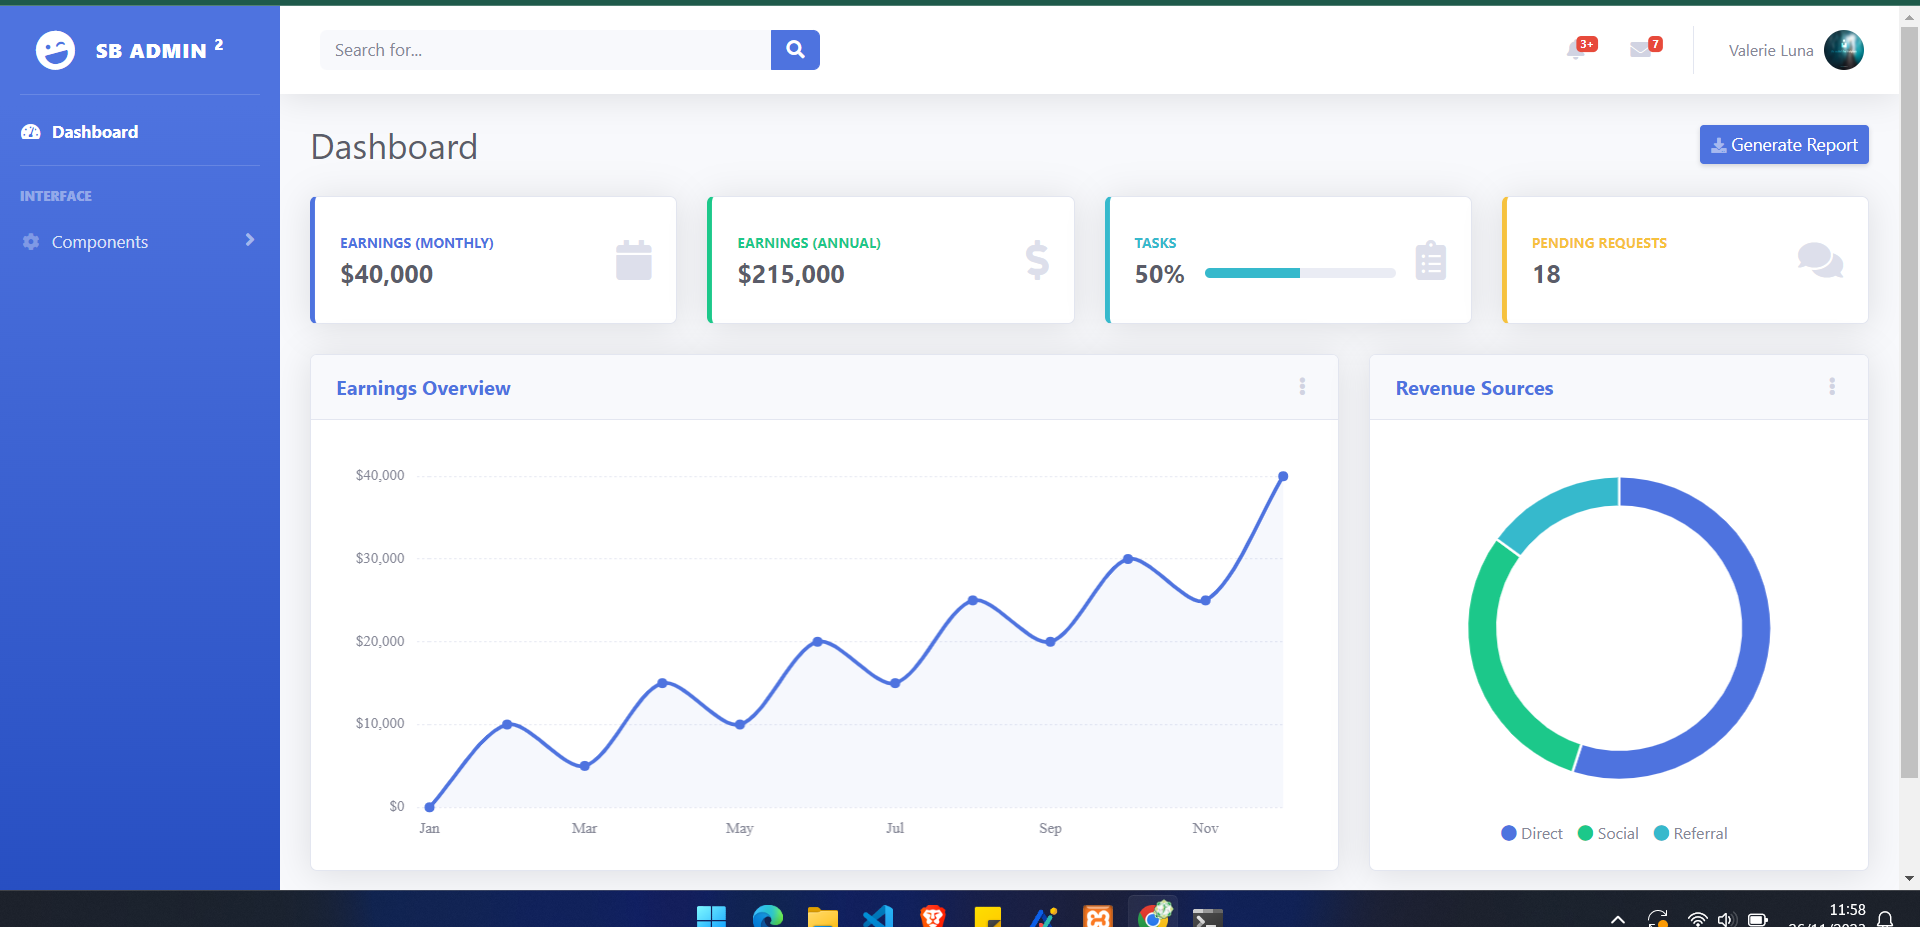 SB ADMIN 2
Search for...
3+
7
Valerie Luna
Dashboard
INTERFACE
Components
Dashboard
Generate Report
EARNINGS (MONTHLY)
$40,000
EARNINGS (ANNUAL)
$215,000
TASKS
50%
PENDING REQUESTS
18
Earnings Overview
$40,000
$30,000
$20,000
$10,000
$0
Jan Mar May Jul Sep Nov
Revenue Sources
Direct Social Referral
11:58